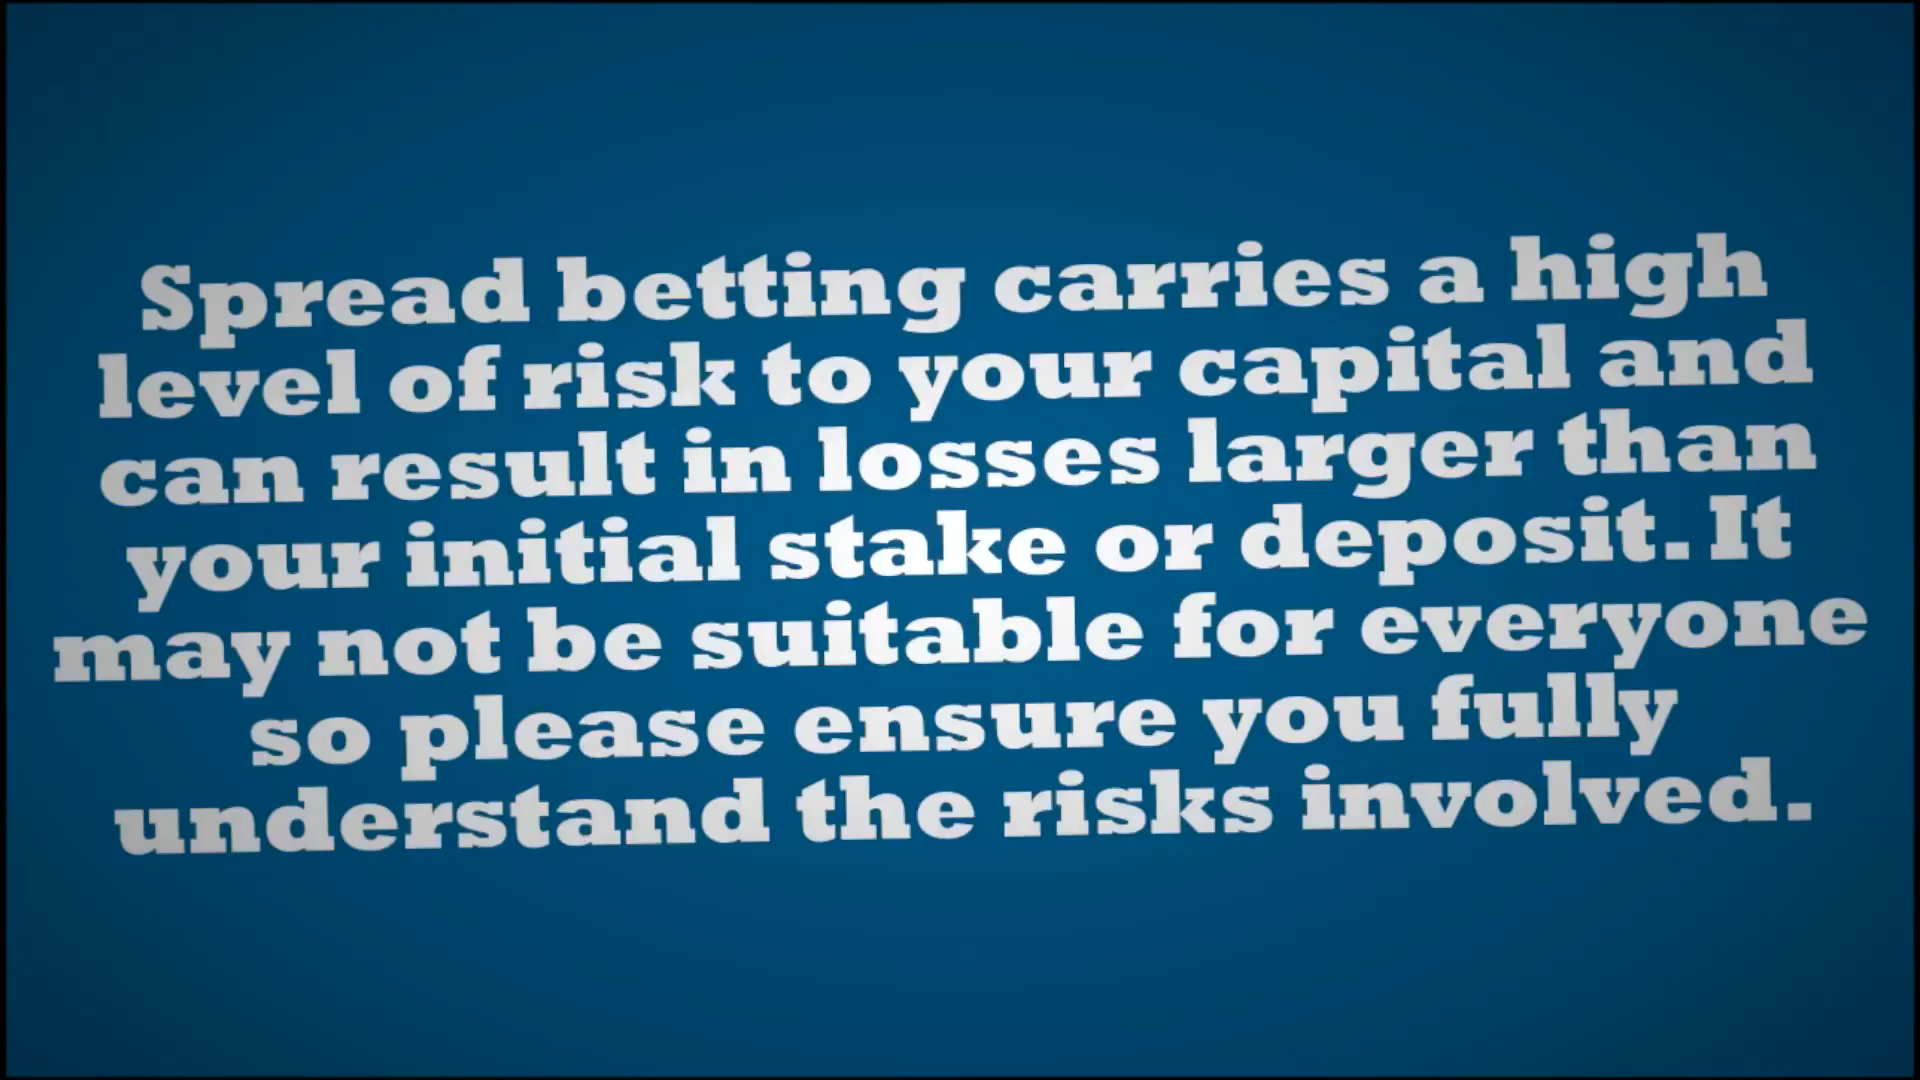 Spread betting carries a high
level of risk to your capital and
can result in losses larger than
your initial stake or deposit. It
may not be suitable for everyone
so please ensure you fully
understand the risks involved.